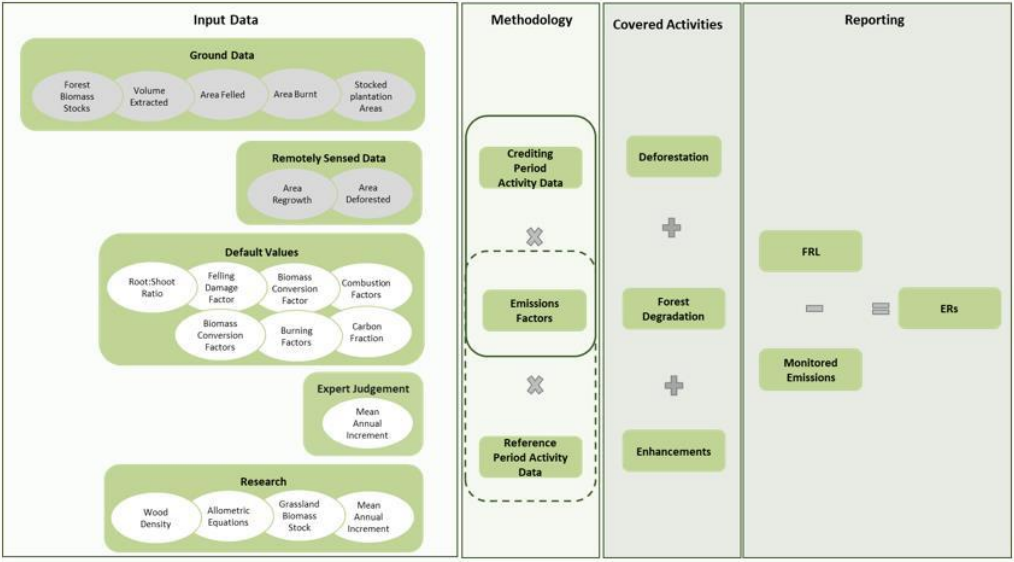 Input Data
Ground Data
Forest
Biomass
Stocks
Volume
Extracted
Area Felled
Area Burnt
Stocked
plantation
Areas
Remotely Sensed Data
Area
Regrowth
Area
Deforested
Default Values
Root:Shoot
Ratio
Felling
Damage
Factor
Biomass
Conversion
Factor
Combustion
Factors
Biomass
Conversion
Factors
Burning
Factors
Carbon
Fraction
Expert Judgement
Mean
Annual
Increment
Research
Wood
Density
Allometric
Equations
Grassland
Biomass
Stock
Mean
Annual
Increment
Methodology
Crediting
Period
Activity Data
Emissions
Factors
Reference
Period Activity
Data
Covered Activities
Deforestation
Forest
Degradation
Enhancements
Reporting
FRL
Monitored
Emissions
ERs